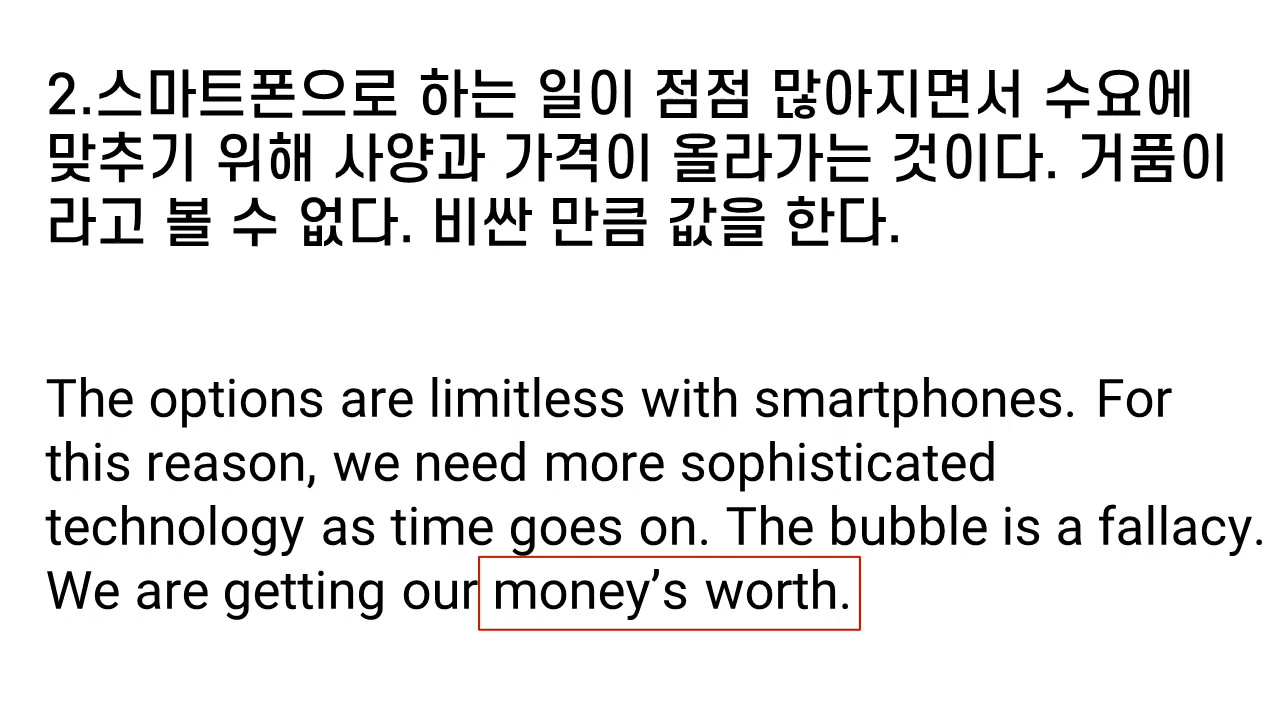 2.스마트폰으로 하는 일이 점점 많아지면서 수요에
맞추기 위해 사양과 가격이 올라가는 것이다. 거품이
라고 볼 수 없다. 비싼 만큼 값을 한다.
The options are limitless with smartphones. For
this reason, we need more sophisticated
technology as time goes on. The bubble is a fallacy.
We are getting our money’s worth.